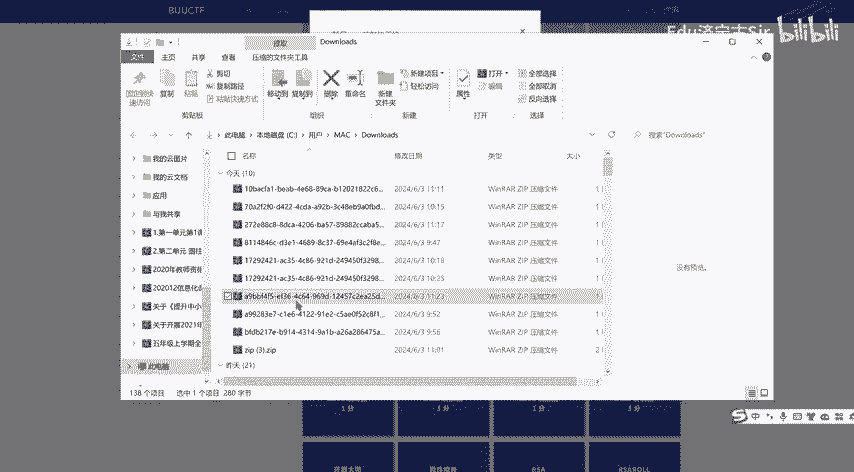 BIJUCTF
Edu济宁大Sir bilibili
提取
Downloads
文件
主页
共享
查看
压缩的文件夹工具
固定到快速访问
复制
粘贴
剪切
复制路径
粘贴快捷方式
剪贴板
移动到
复制到
删除
重命名
组织
新建文件夹
新建项目
轻松访问
新建
属性
打开
编辑
打开
全部选择
全部取消
反向选择
选择
此电脑 › 本地磁盘 (C:) › 用户 › MAC › Downloads
搜索"Downloads"
我的云图片
我的云文档
应用
与我共享
1.第一单元第1课
2.第二单元
2020年教师资格
202012信息化
关于《提升中小
关于开展2021年
五年级上学期全
此电脑
名称
修改日期
类型
大小
今天 (10)
10bacfa1-beab-4e68-89ca-b12021822c6... 2024/6/3 11:11 WinRAR ZIP 压缩文件 1
70a2f2f0-d422-4cda-a92b-3c48eb9a0fbd... 2024/6/3 10:15 WinRAR ZIP 压缩文件 1
272e88c8-8dca-4206-ba57-89882ccaba5... 2024/6/3 11:17 WinRAR ZIP 压缩文件 1
8114846c-d3e1-4689-8c37-69e4af3c2f8e... 2024/6/3 9:47 WinRAR ZIP 压缩文件 1
17292421-ac35-4c86-921d-249450f3298... 2024/6/3 10:18 WinRAR ZIP 压缩文件 1
17292421-ac35-4c86-921d-249450f3298... 2024/6/3 10:25 WinRAR ZIP 压缩文件 1
a9bbf4f5-ef36-4c64-969d-12457c2ea25d... 2024/6/3 11:23 WinRAR ZIP 压缩文件 1
a99283e7-c1e6-4122-91e2-c5ae0f52c8f1... 2024/6/3 9:52 WinRAR ZIP 压缩文件 1
bfdb217e-b914-4314-9a1b-a26a286475a... 2024/6/3 9:56 WinRAR ZIP 压缩文件 1
zip (3).zip 2024/6/3 11:01 WinRAR ZIP 压缩文件 2
昨天 (21)
没有预览。
138 个项目 选中 1 个项目 280 字节
中
1 分
3 分
1 分
3 分
RSA
RSAROLL